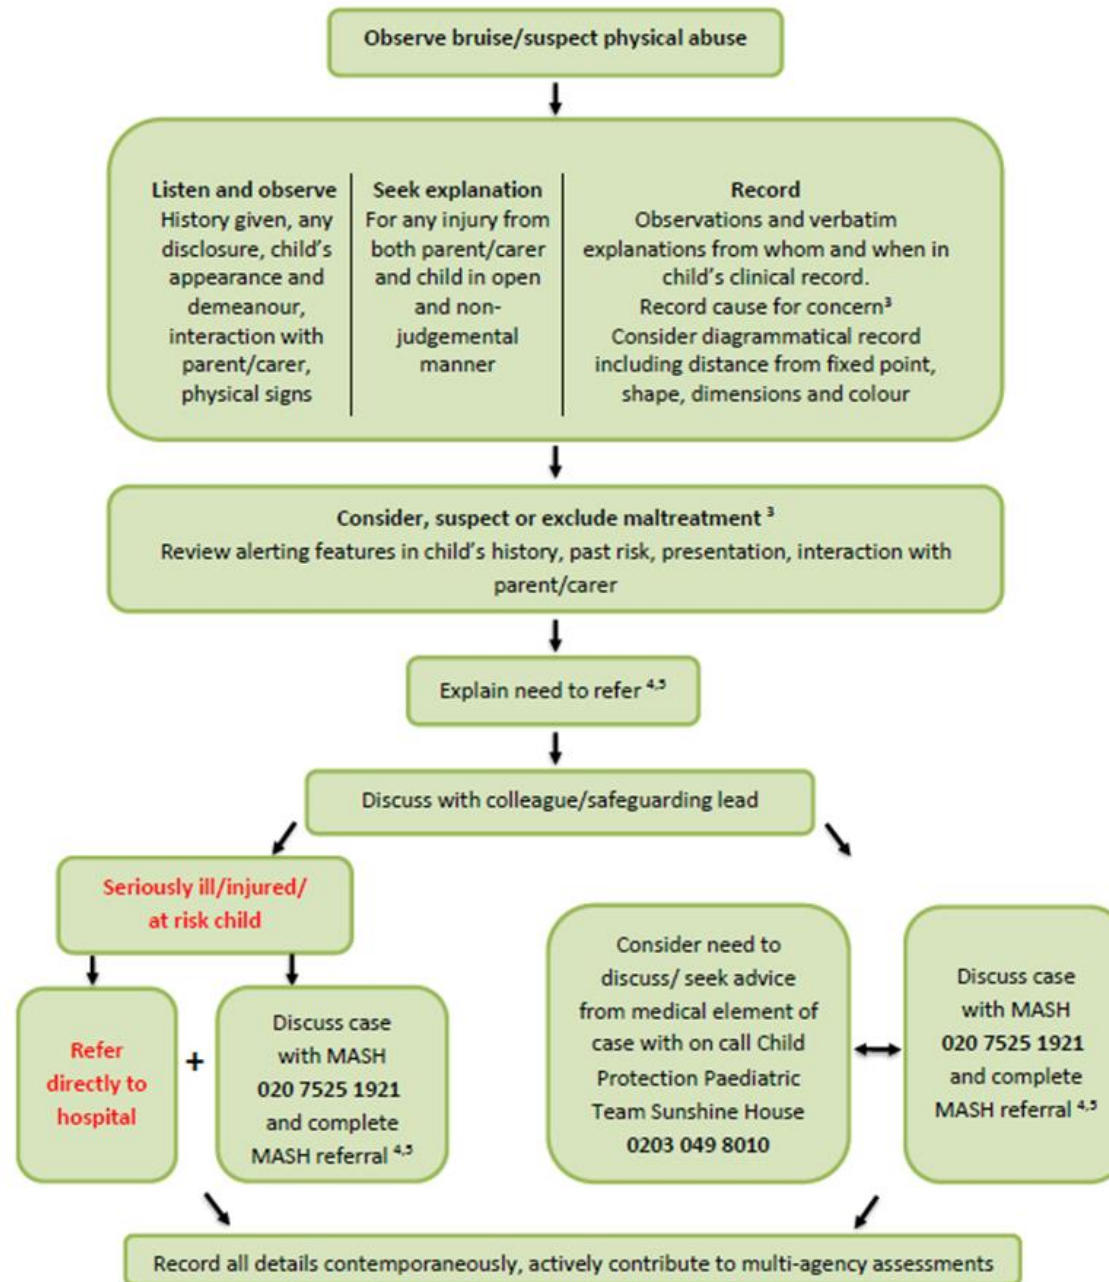 Observe bruise/suspect physical abuse
Listen and observe
History given, any
disclosure, child's
appearance and
demeanour,
interaction with
parent/carer,
physical signs
Seek explanation
For any injury from
both parent/carer
and child in open
and non-
judgemental
manner
Record
Observations and verbatim
explanations from whom and when in
child's clinical record.
Record cause for concern³
Consider diagrammatical record
including distance from fixed point,
shape, dimensions and colour
Consider, suspect or exclude maltreatment ³
Review alerting features in child's history, past risk, presentation, interaction with
parent/carer
Explain need to refer ⁴,⁵
Discuss with colleague/safeguarding lead
Seriously ill/injured/
at risk child
Refer
directly to
hospital
+
Discuss case
with MASH
020 7525 1921
and complete
MASH referral ⁴,⁵
Consider need to
discuss/ seek advice
from medical element of
case with on call Child
Protection Paediatric
Team Sunshine House
0203 049 8010
Discuss case
with MASH
020 7525 1921
and complete
MASH referral ⁴,⁵
Record all details contemporaneously, actively contribute to multi-agency assessments